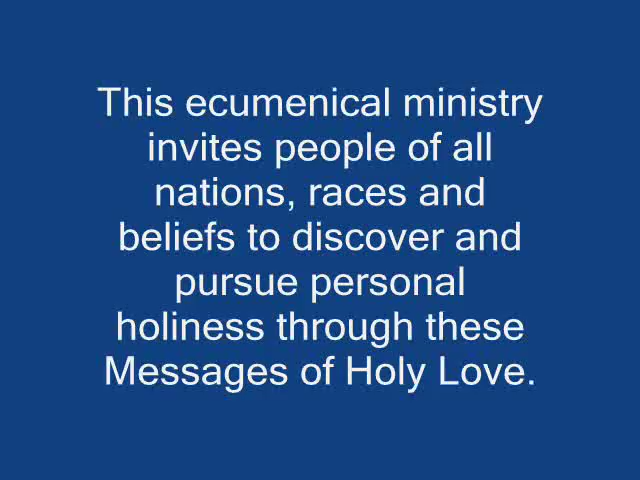 This ecumenical ministry
invites people of all
nations, races and
beliefs to discover and
pursue personal
holiness through these
Messages of Holy Love.